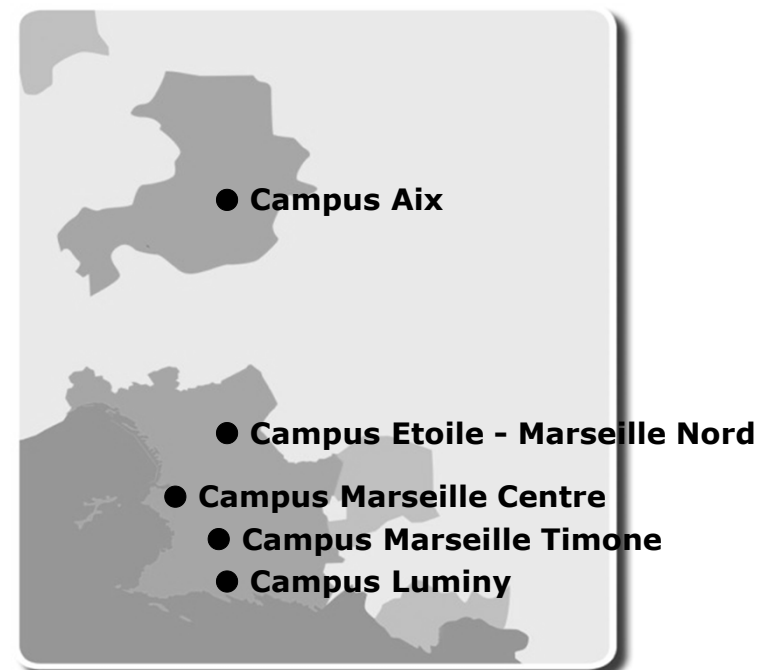 Campus Aix
Campus Etoile - Marseille Nord
Campus Marseille Centre
Campus Marseille Timone
Campus Luminy